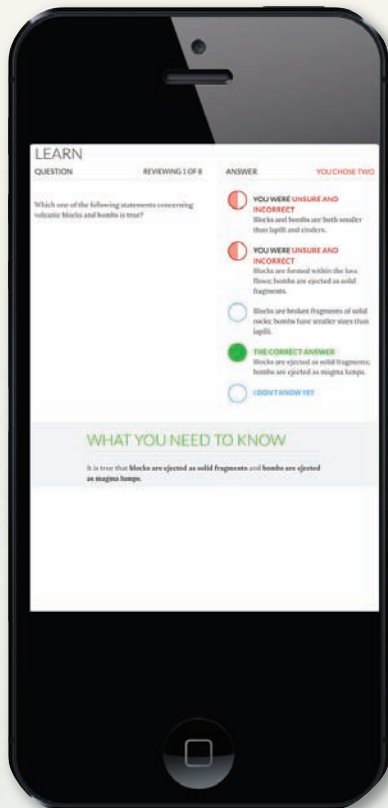 LEARN
QUESTION
REVIEWING 1 OF 8
Which one of the following statements concerning
volcanic blocks and bombs is true?
ANSWER
YOU CHOSE TWO
YOU WERE UNSURE AND
INCORRECT
Blocks and bombs are both smaller
than lapilli and cinders.
YOU WERE UNSURE AND
INCORRECT
Blocks are formed within the lava
flows; bombs are ejected as solid
fragments.
Blocks are broken fragments of solid
rocks; bombs have smaller sizes than
lapilli.
THE CORRECT ANSWER
Blocks are ejected as solid fragments;
bombs are ejected as magma lumps.
I DON'T KNOW YET
WHAT YOU NEED TO KNOW
It is true that blocks are ejected as solid fragments and bombs are ejected
as magma lumps.